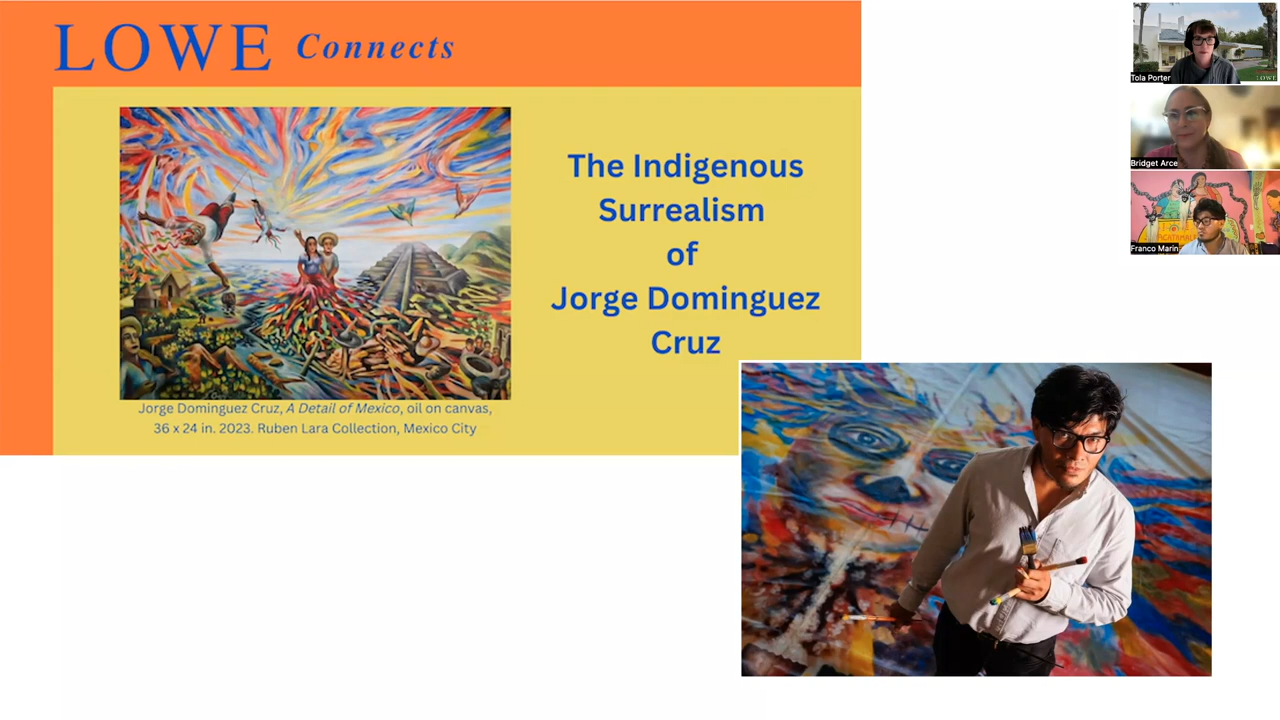 LOWE Connects
The Indigenous
Surrealism
of
Jorge Dominguez
Cruz
Jorge Dominguez Cruz, A Detail of Mexico, oil on canvas,
36 x 24 in. 2023. Ruben Lara Collection, Mexico City
Tola Porter
LOWE
Bridget Arce
Franco Marin